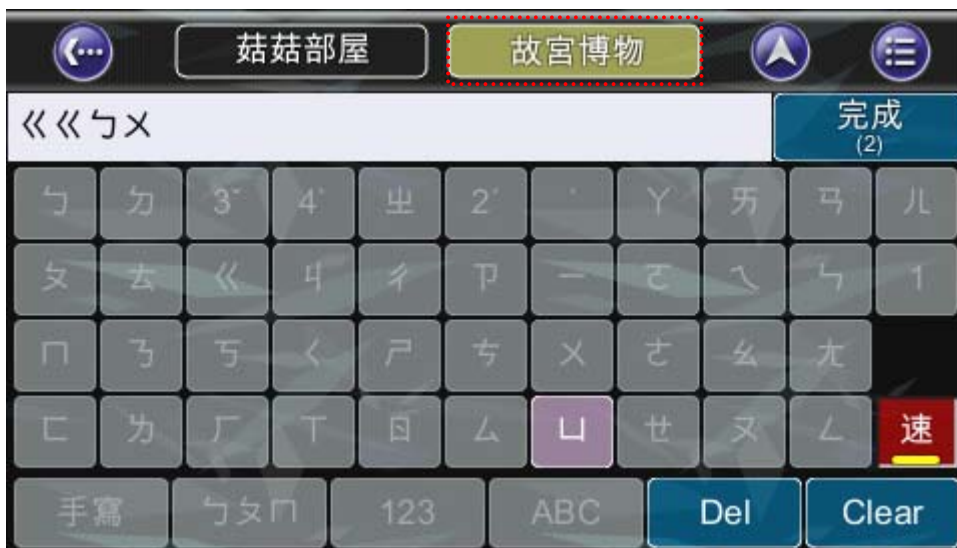 菇菇部屋 故宮博物
ㄍㄍㄅㄨ 完成
(2)
ㄅ ㄉ 3ˇ 4ˋ ㄓ 2ˊ ˙ ㄚ ㄞ ㄢ ㄦ
ㄆ ㄊ ㄍ ㄐ ㄔ ㄗ ㄧ ㄛ ㄟ ㄣ 1
ㄇ ㄋ ㄎ ㄑ ㄕ ㄘ ㄨ ㄜ ㄠ ㄤ
ㄈ ㄌ ㄏ ㄒ ㄖ ㄙ ㄩ ㄝ ㄡ ㄥ 速
手寫 ㄅㄆㄇ 123 ABC Del Clear